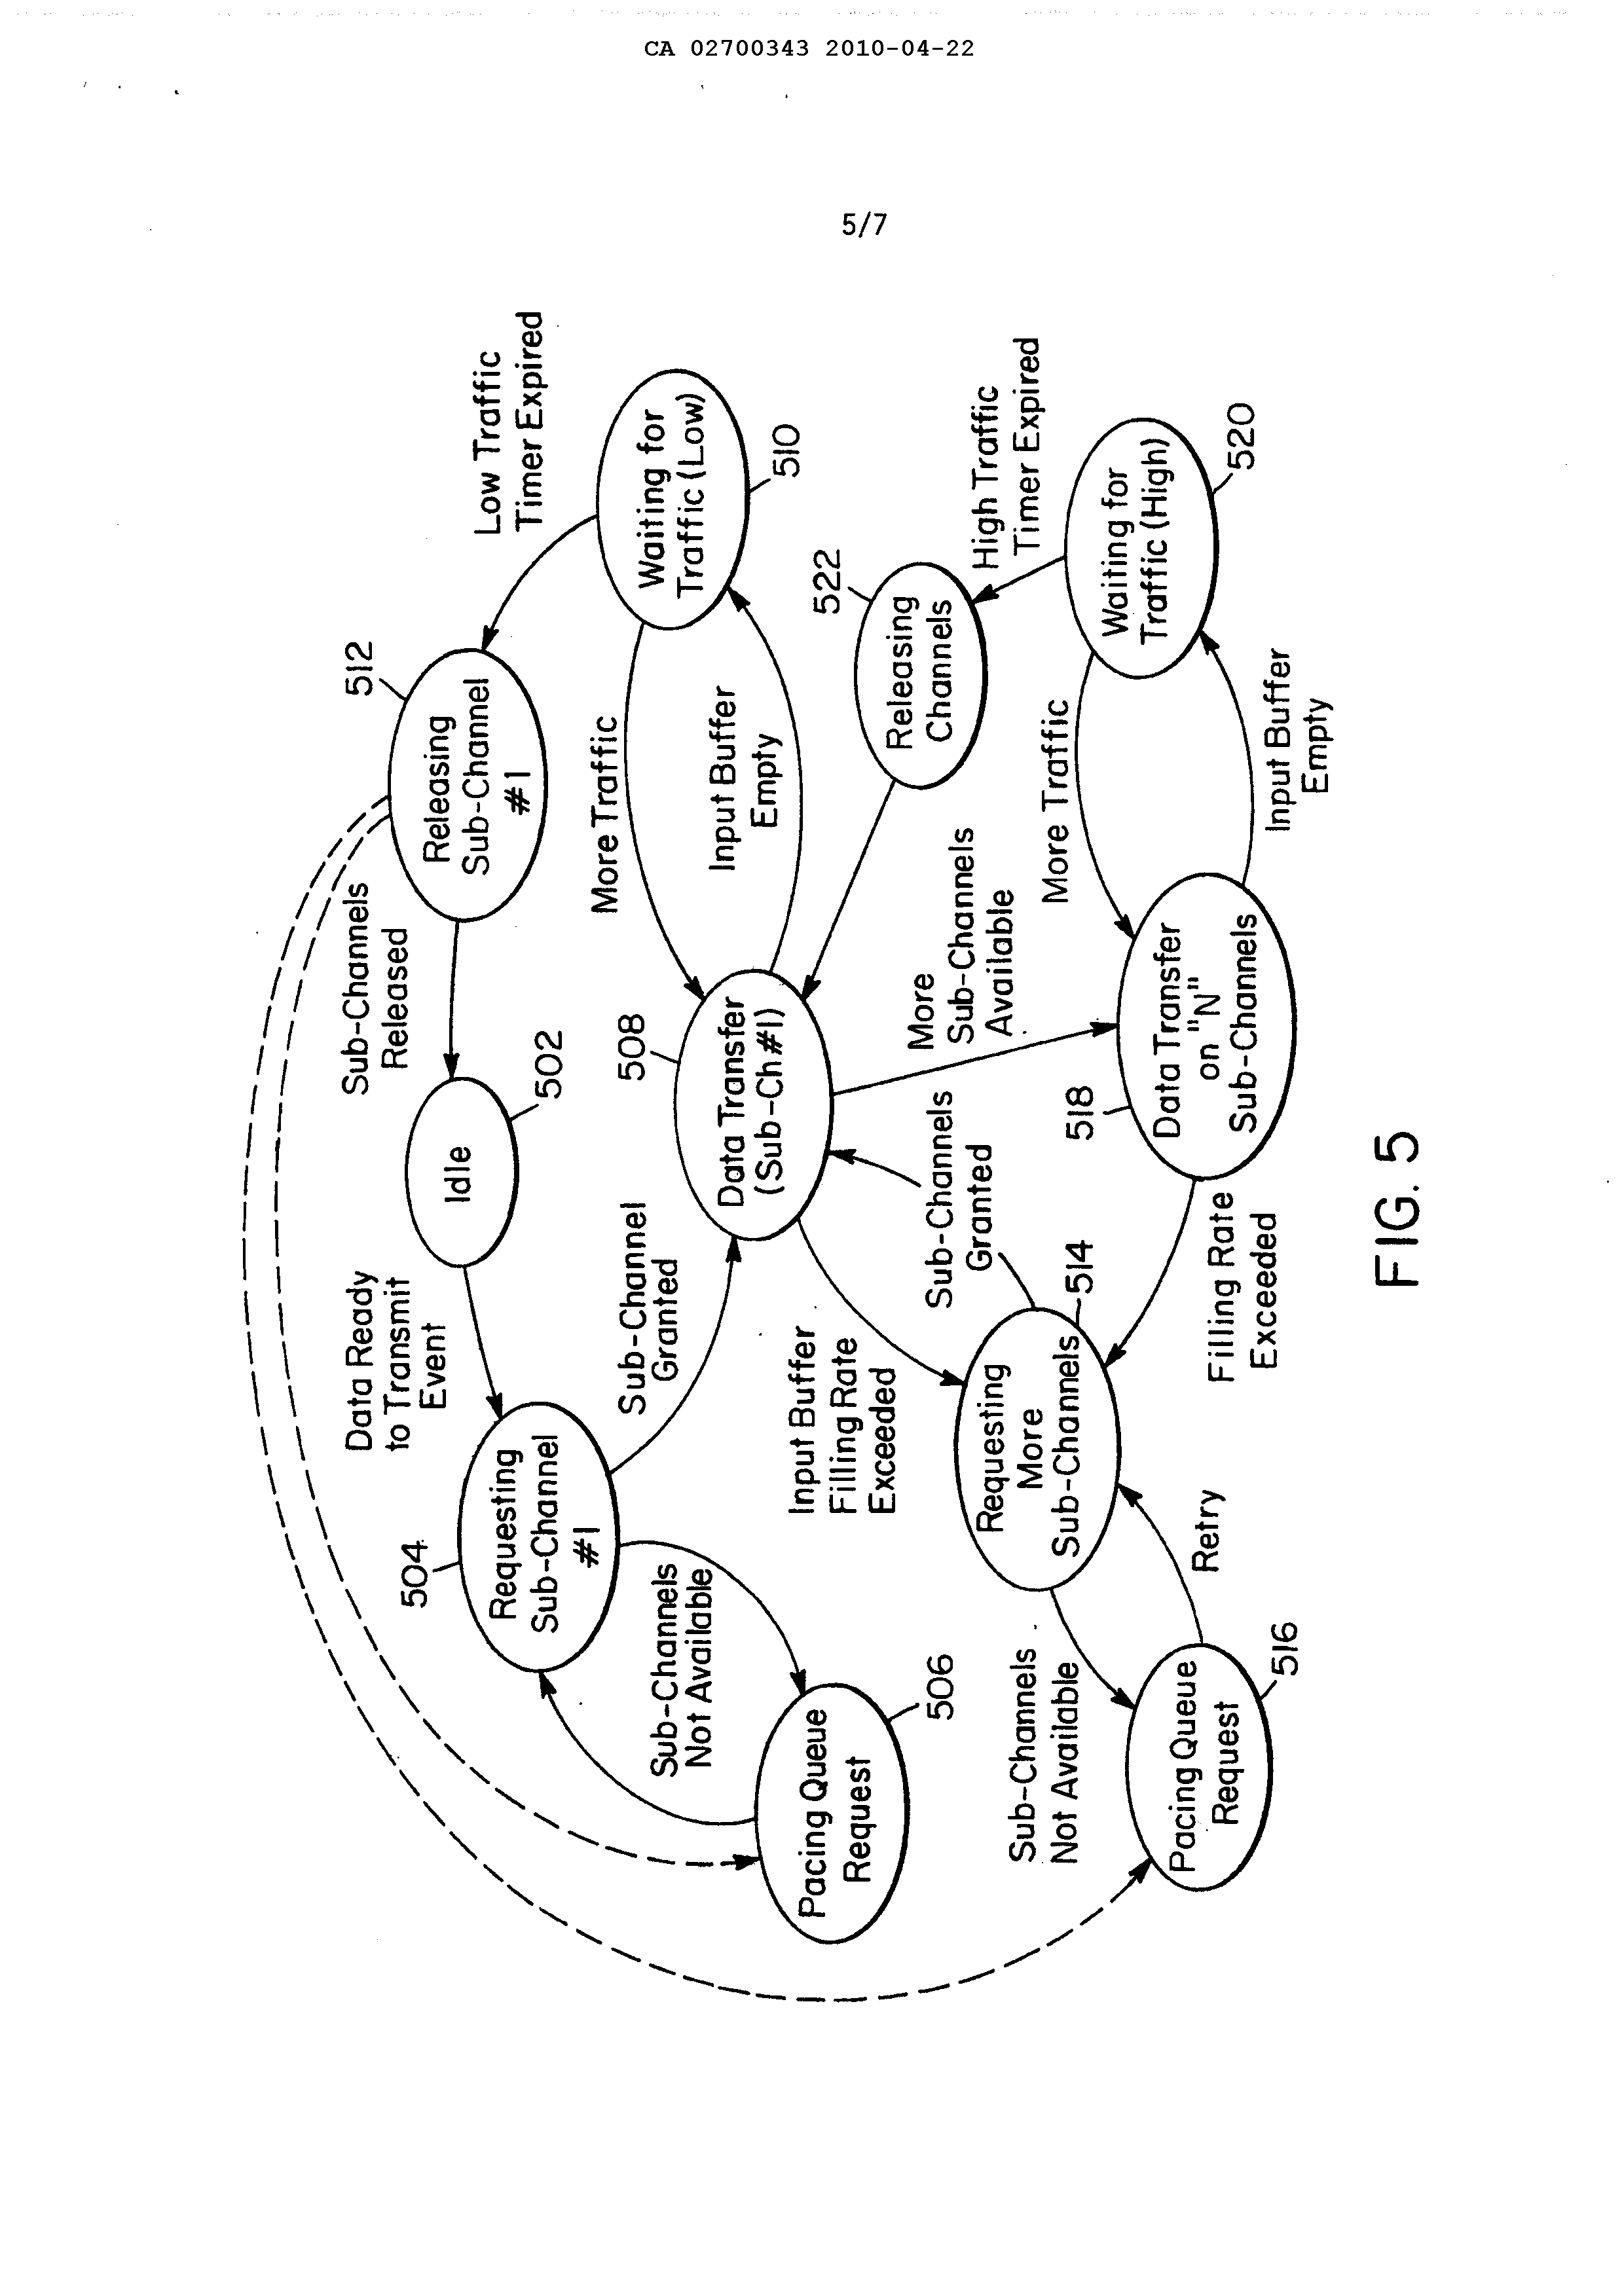 CA 02700343 2010-04-22
5/7
Data Ready
to Transmit
Event
Sub-Channels
Released
512
Low Traffic
Timer Expired
504
Requesting
Sub-Channel
#1
Idle
502
Releasing
Sub-Channel
#1
Sub-Channel
Granted
508
More Traffic
Waiting for
Traffic (Low)
510
Sub-Channels
Not Available
Data Transfer
(Sub-Ch#1)
Input Buffer
Empty
Pacing Queue
Request
506
Input Buffer
Filling Rate
Exceeded
522
Releasing
Channels
Sub-Channels
Granted
More
Sub-Channels
Available
High Traffic
Timer Expired
Requesting
More
Sub-Channels
514
518
More Traffic
Waiting for
Traffic (High)
520
Sub-Channels
Not Available
Data Transfer
on "N"
Sub-Channels
Pacing Queue
Request
516
Retry
Filling Rate
Exceeded
Input Buffer
Empty
FIG. 5